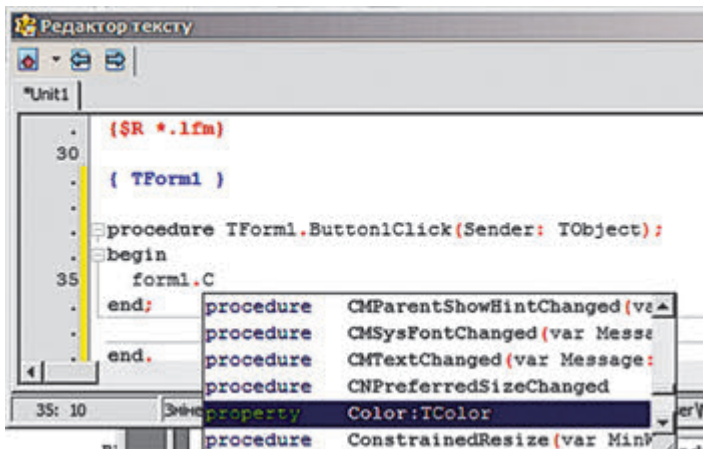 Редактор тексту
*Unit1
{$R *.lfm}
30
{ TForm1 }
procedure TForm1.Button1Click(Sender: TObject);
begin
35 form1.C
end;
procedure CMParentShowHintChanged(va
procedure CMSysFontChanged(var Messa
procedure CMTextChanged(var Message:
end.
procedure CNPreferredSizeChanged
35: 10
property Color:TColor
procedure ConstrainedResize(var MinW